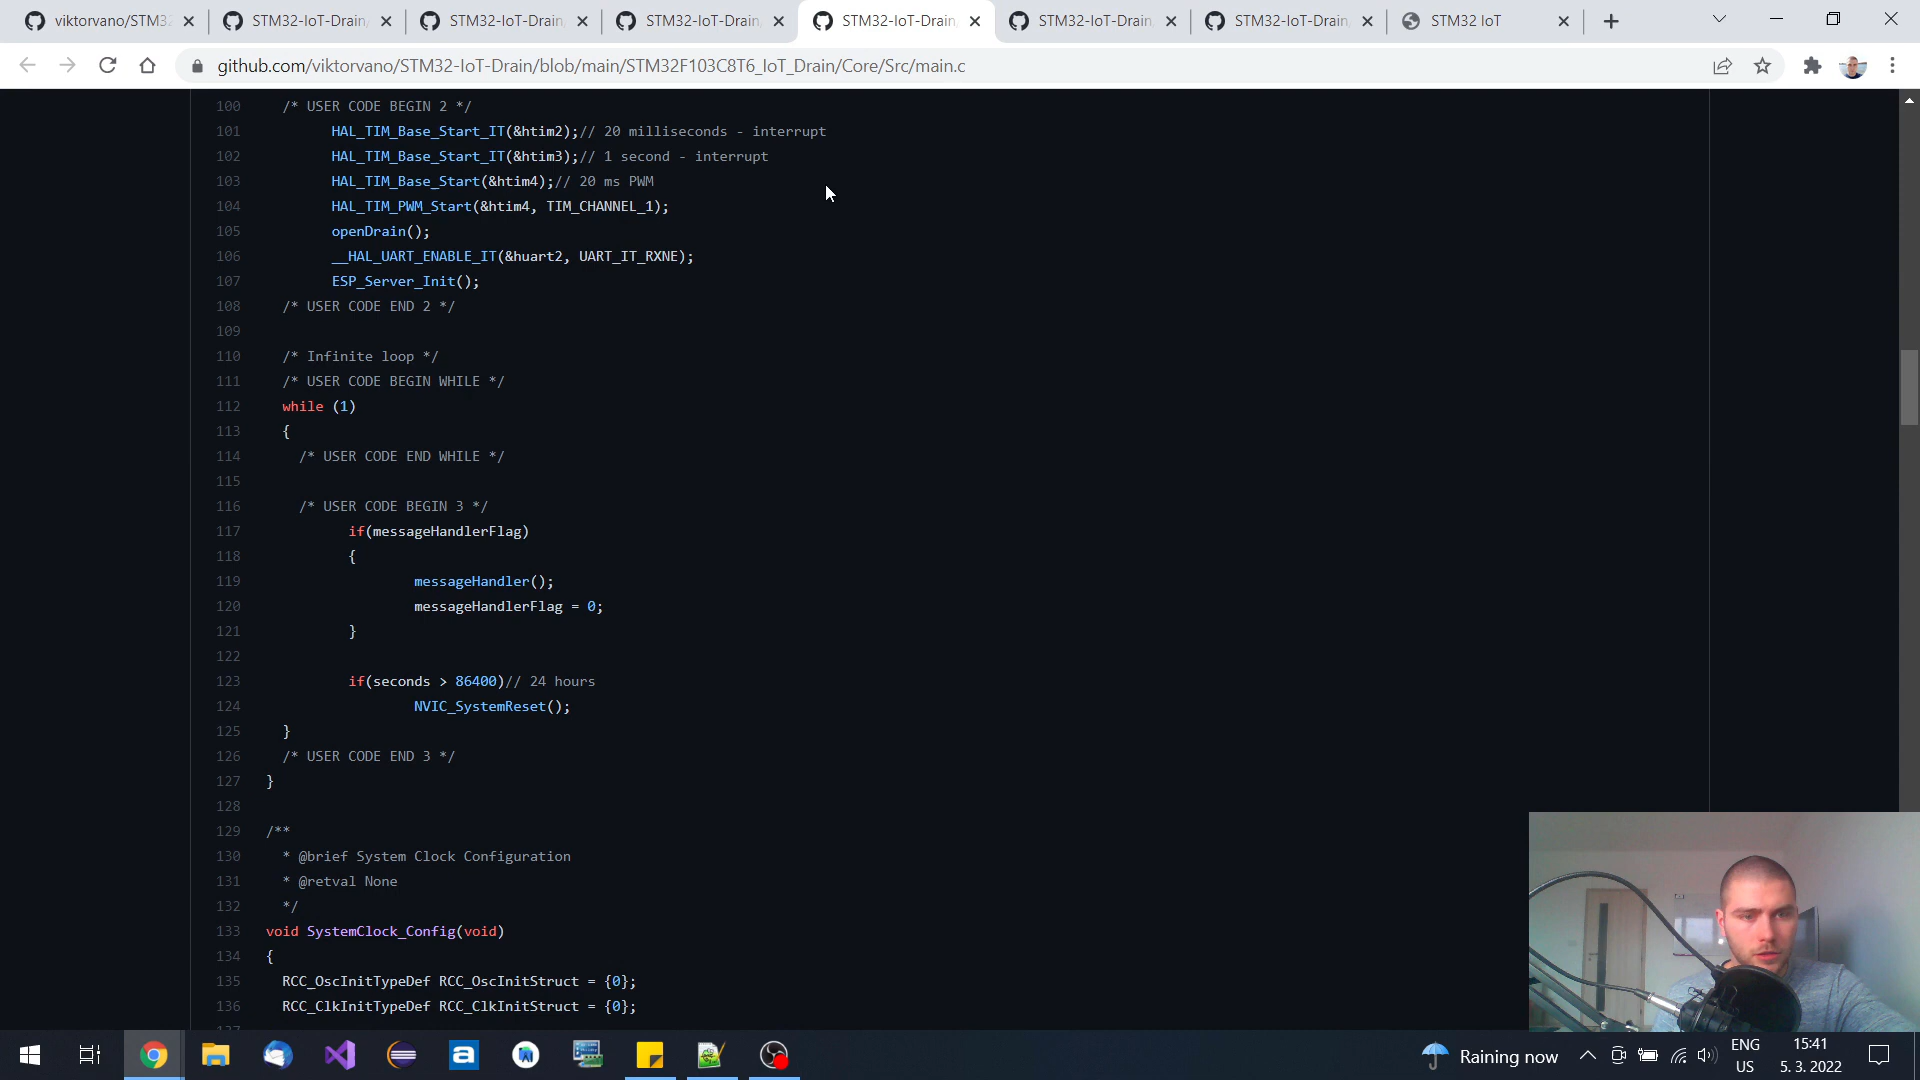 viktorvano/STM32
STM32-IoT-Drain/
STM32-IoT-Drain
STM32-IoT-Drain
STM32-IoT-Drain
STM32-IoT-Drain
STM32-IoT-Drain
STM32 IoT
github.com/viktorvano/STM32-IoT-Drain/blob/main/STM32F103C8T6_IoT_Drain/Core/Src/main.c
100 /* USER CODE BEGIN 2 */
101 HAL_TIM_Base_Start_IT(&htim2);// 20 milliseconds - interrupt
102 HAL_TIM_Base_Start_IT(&htim3);// 1 second - interrupt
103 HAL_TIM_Base_Start(&htim4);// 20 ms PWM
104 HAL_TIM_PWM_Start(&htim4, TIM_CHANNEL_1);
105 openDrain();
106 __HAL_UART_ENABLE_IT(&huart2, UART_IT_RXNE);
107 ESP_Server_Init();
108 /* USER CODE END 2 */
109
110 /* Infinite loop */
111 /* USER CODE BEGIN WHILE */
112 while (1)
113 {
114 /* USER CODE END WHILE */
115
116 /* USER CODE BEGIN 3 */
117 if(messageHandlerFlag)
118 {
119 messageHandler();
120 messageHandlerFlag = 0;
121 }
122
123 if(seconds > 86400)// 24 hours
124 NVIC_SystemReset();
125 }
126 /* USER CODE END 3 */
127 }
128
129 /**
130 * @brief System Clock Configuration
131 * @retval None
132 */
133 void SystemClock_Config(void)
134 {
135 RCC_OscInitTypeDef RCC_OscInitStruct = {0};
136 RCC_ClkInitTypeDef RCC_ClkInitStruct = {0};
137
Raining now
ENG
US
15:41
5. 3. 2022